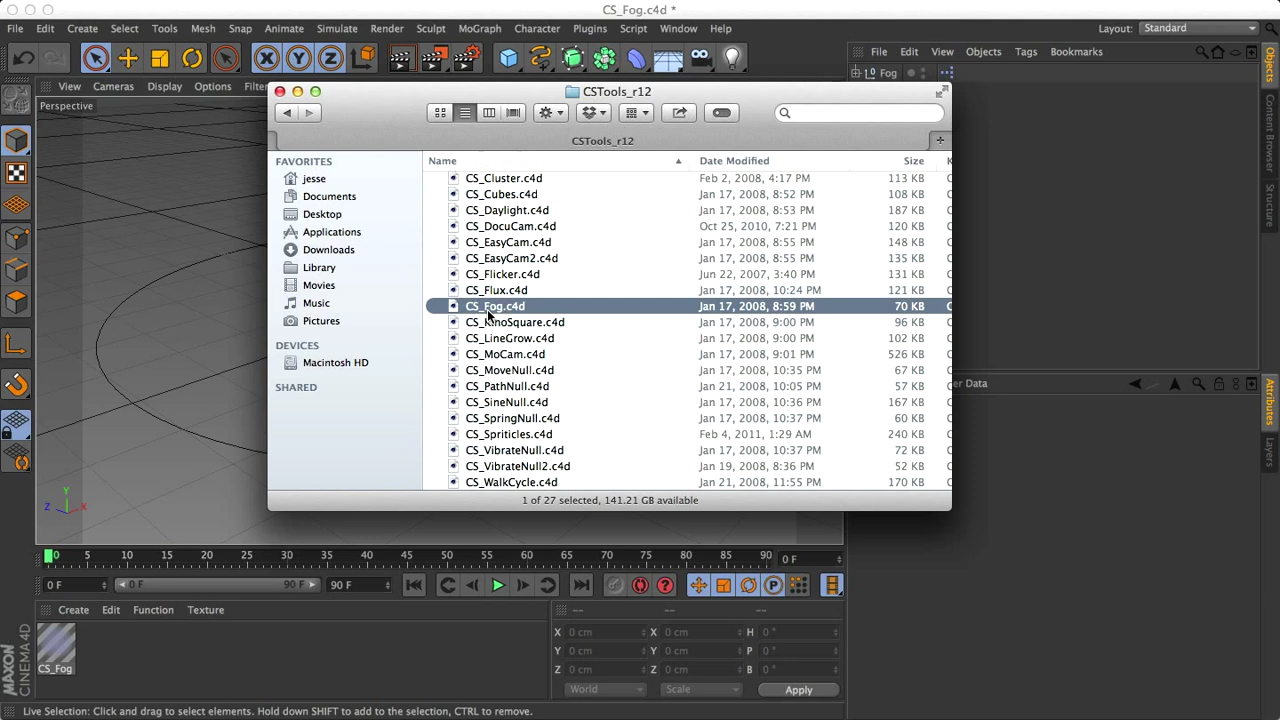 CS_Fog.c4d *
File Edit Create Select Tools Mesh Snap Animate Simulate Render Sculpt MoGraph Character Plugins Script Window Help
Layout: Standard
File Edit View Objects Tags Bookmarks
Fog
View Cameras Display Options Filter
Perspective
CSTools_r12
CSTools_r12
FAVORITES
jesse
Documents
Desktop
Applications
Downloads
Library
Movies
Music
Pictures
DEVICES
Macintosh HD
SHARED
Name Date Modified Size
CS_Cluster.c4d Feb 2, 2008, 4:17 PM 113 KB
CS_Cubes.c4d Jan 17, 2008, 8:52 PM 108 KB
CS_Daylight.c4d Jan 17, 2008, 8:53 PM 187 KB
CS_DocuCam.c4d Oct 25, 2010, 7:21 PM 120 KB
CS_EasyCam.c4d Jan 17, 2008, 8:55 PM 148 KB
CS_EasyCam2.c4d Jan 17, 2008, 8:55 PM 135 KB
CS_Flicker.c4d Jun 22, 2007, 3:40 PM 131 KB
CS_Flux.c4d Jan 17, 2008, 10:24 PM 121 KB
CS_Fog.c4d Jan 17, 2008, 8:59 PM 70 KB
CS_KinoSquare.c4d Jan 17, 2008, 9:00 PM 96 KB
CS_LineGrow.c4d Jan 17, 2008, 9:00 PM 102 KB
CS_MoCam.c4d Jan 17, 2008, 9:01 PM 526 KB
CS_MoveNull.c4d Jan 17, 2008, 10:35 PM 67 KB
CS_PathNull.c4d Jan 21, 2008, 10:05 PM 57 KB
CS_SineNull.c4d Jan 17, 2008, 10:36 PM 167 KB
CS_SpringNull.c4d Jan 17, 2008, 10:37 PM 60 KB
CS_Spriticles.c4d Feb 4, 2011, 1:29 AM 240 KB
CS_VibrateNull.c4d Jan 17, 2008, 10:37 PM 72 KB
CS_VibrateNull2.c4d Jan 19, 2008, 8:36 PM 52 KB
CS_WalkCycle.c4d Jan 21, 2008, 11:55 PM 170 KB
1 of 27 selected, 141.21 GB available
Objects
Content Browser
Structure
er Data
Attributes
Layers
Y
Z X
0 5 10 15 20 25 30 35 40 45 50 55 60 65 70 75 80 85 90 0 F
0 F 0 F 90 F 90 F
Create Edit Function Texture
CS_Fog
-- -- --
X 0 cm X 0 cm H 0 °
Y 0 cm Y 0 cm P 0 °
Z 0 cm Z 0 cm B 0 °
World Scale Apply
MAXON
CINEMA4D
Live Selection: Click and drag to select elements. Hold down SHIFT to add to the selection, CTRL to remove.